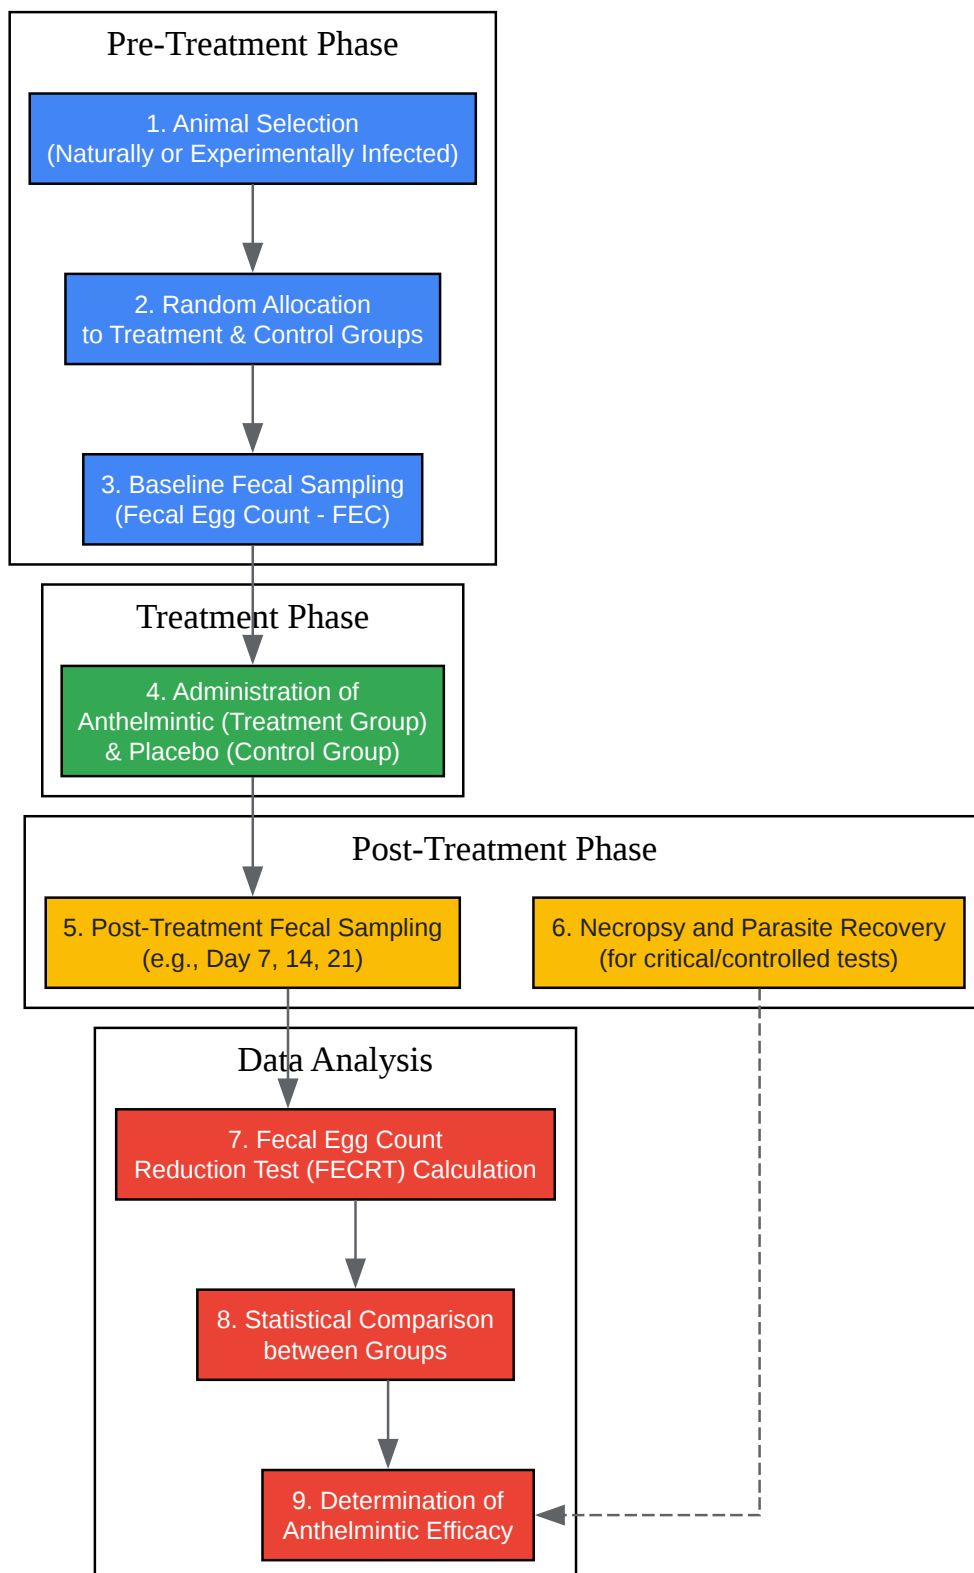 Pre-Treatment Phase
1. Animal Selection
(Naturally or Experimentally Infected)
2. Random Allocation
to Treatment & Control Groups
3. Baseline Fecal Sampling
(Fecal Egg Count - FEC)
Treatment Phase
4. Administration of
Anthelmintic (Treatment Group)
& Placebo (Control Group)
Post-Treatment Phase
5. Post-Treatment Fecal Sampling
(e.g., Day 7, 14, 21)
6. Necropsy and Parasite Recovery
(for critical/controlled tests)
Data Analysis
7. Fecal Egg Count
Reduction Test (FECRT) Calculation
8. Statistical Comparison
between Groups
9. Determination of
Anthelmintic Efficacy